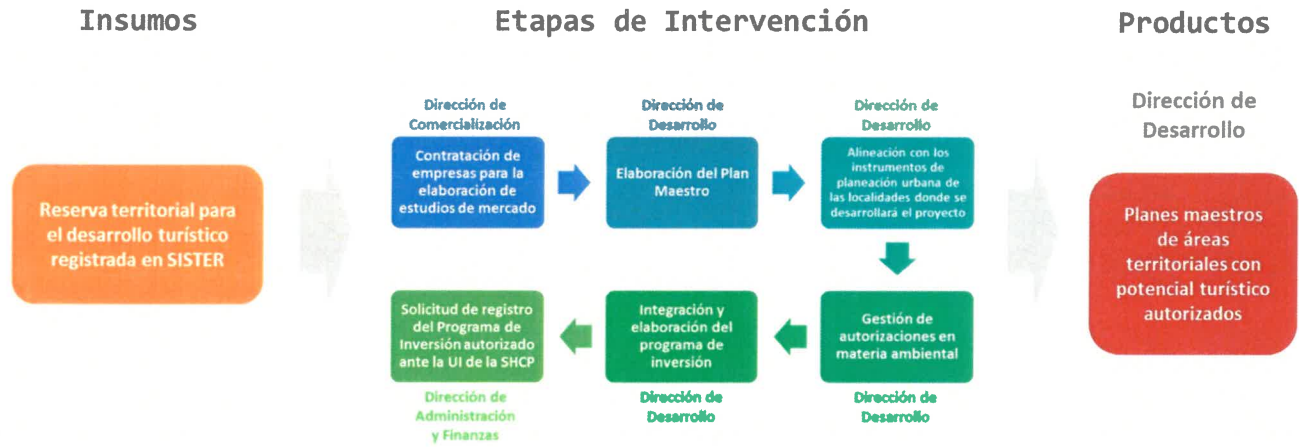 Insumos
Etapas de Intervención
Productos
Reserva territorial para
el desarrollo turístico
registrada en SISTER
Dirección de
Comercialización
Contratación de
empresas para la
elaboración de
estudios de mercado
Dirección de
Desarrollo
Elaboración del Plan
Maestro
Dirección de
Desarrollo
Alineación con los
instrumentos de
planeación urbana de
las localidades donde se
desarrollará el proyecto
Gestión de
autorizaciones en
materia ambiental
Dirección de
Desarrollo
Integración y
elaboración del
programa de
inversión
Dirección de
Desarrollo
Solicitud de registro
del Programa de
Inversión autorizado
ante la UI de la SHCP
Dirección de
Administración
y Finanzas
Dirección de
Desarrollo
Planes maestros
de áreas
territoriales con
potencial turístico
autorizados